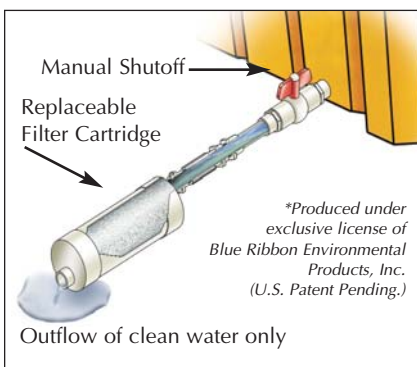 Manual Shutoff
Replaceable
Filter Cartridge
*Produced under
exclusive license of
Blue Ribbon Environmental
Products, Inc.
(U.S. Patent Pending.)
Outflow of clean water only